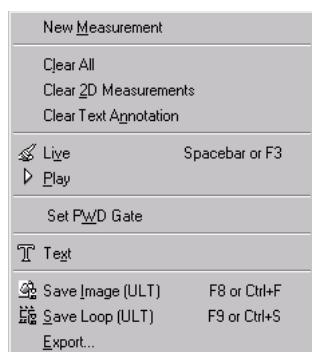 New Measurement
Clear All
Clear 2D Measurements
Clear Text Annotation
Live Spacebar or F3
Play
Set PWD Gate
Text
Save Image (ULT) F8 or Ctrl+F
Save Loop (ULT) F9 or Ctrl+S
Export...